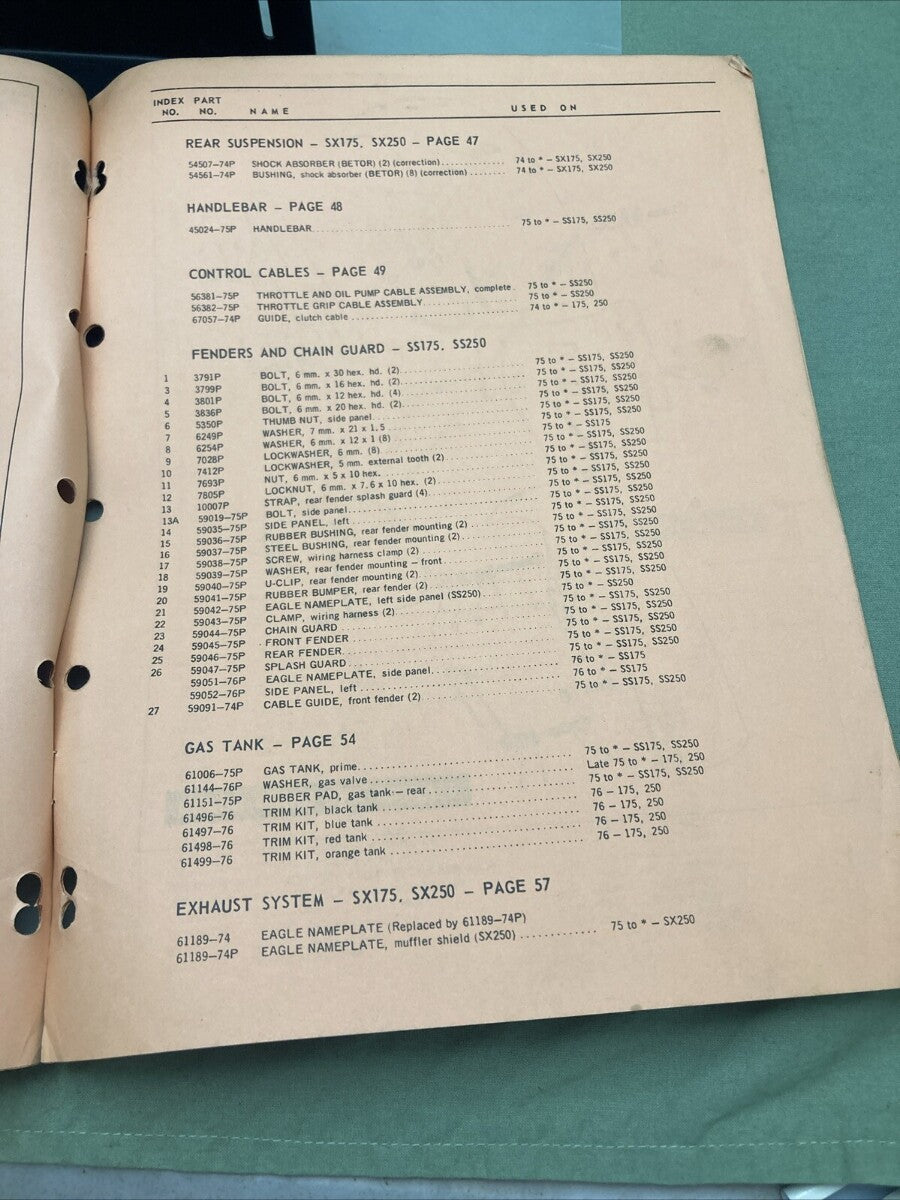 INDEX NO. PART NO. NAME USED ON
REAR SUSPENSION – SX175, SX250 – PAGE 47
54507–74P SHOCK ABSORBER (BETOR) (2) (correction) 74 to * – SX175, SX250
54561–74P BUSHING, shock absorber (BETOR) (8) (correction) 74 to * – SX175, SX250
HANDLEBAR – PAGE 48
45024–75P HANDLEBAR 75 to * – SS175, SS250
CONTROL CABLES – PAGE 49
56381–75P THROTTLE AND OIL PUMP CABLE ASSEMBLY, complete 75 to * – SS250
56382–75P THROTTLE GRIP CABLE ASSEMBLY 75 to * – SS250
67057–74P GUIDE, clutch cable 74 to * – 175, 250
FENDERS AND CHAIN GUARD – SS175, SS250
1 3791P BOLT, 6 mm. x 30 hex. hd. (2) 75 to * – SS175, SS250
3 3799P BOLT, 6 mm. x 16 hex. hd. (2) 75 to * – SS175, SS250
4 3801P BOLT, 6 mm. x 12 hex. hd. (4) 75 to * – SS175, SS250
5 3836P BOLT, 6 mm. x 20 hex. hd. (2) 75 to * – SS175, SS250
6 5350P THUMB NUT, side panel 75 to * – SS175, SS250
7 6249P WASHER, 7 mm. x 21 x 1.5 75 to * – SS175, SS250
8 6254P WASHER, 6 mm. x 12 x 1 (8) 75 to * – SS175
9 7028P LOCKWASHER, 6 mm. (8) 75 to * – SS175, SS250
10 7412P LOCKWASHER, 5 mm. external tooth (2) 75 to * – SS175, SS250
11 7693P NUT, 6 mm. x 5 x 10 hex. 75 to * – SS175, SS250
12 7805P LOCKNUT, 6 mm. x 7.6 x 10 hex. (2) 75 to * – SS175, SS250
13 10007P STRAP, rear fender splash guard (4) 75 to * – SS175, SS250
13A 59019–75P BOLT, side panel 75 to * – SS175, SS250
14 59035–75P SIDE PANEL, left 75 to * – SS175, SS250
15 59036–75P RUBBER BUSHING, rear fender mounting (2) 75 to * – SS175, SS250
16 59037–75P STEEL BUSHING, rear fender mounting (2) 75 to * – SS175, SS250
17 59038–75P SCREW, wiring harness clamp (2) 75 to * – SS175, SS250
18 59039–75P WASHER, rear fender mounting – front 75 to * – SS175, SS250
19 59040–75P U-CLIP, rear fender mounting (2) 75 to * – SS175, SS250
20 59041–75P RUBBER BUMPER, rear fender (2) 75 to * – SS175, SS250
21 59042–75P EAGLE NAMEPLATE, left side panel (SS250) 75 to * – SS250
22 59043–75P CLAMP, wiring harness (2) 75 to * – SS175, SS250
23 59044–75P CHAIN GUARD 75 to * – SS175, SS250
24 59045–75P FRONT FENDER 75 to * – SS175, SS250
25 59046–75P REAR FENDER 75 to * – SS175, SS250
26 59047–75P SPLASH GUARD 75 to * – SS175, SS250
59051–76P EAGLE NAMEPLATE, side panel 76 to * – SS175
59052–76P SIDE PANEL, left 76 to * – SS175
27 59091–74P CABLE GUIDE, front fender (2) 75 to * – SS175, SS250
GAS TANK – PAGE 54
61006–75P GAS TANK, prime 75 to * – SS175, SS250
61144–76P WASHER, gas valve Late 75 to * – 175, 250
61151–75P RUBBER PAD, gas tank – rear 75 to * – SS175, SS250
61496–76 TRIM KIT, black tank 76 – 175, 250
61497–76 TRIM KIT, blue tank 76 – 175, 250
61498–76 TRIM KIT, red tank 76 – 175, 250
61499–76 TRIM KIT, orange tank 76 – 175, 250
EXHAUST SYSTEM – SX175, SX250 – PAGE 57
61189–74 EAGLE NAMEPLATE (Replaced by 61189–74P)
61189–74P EAGLE NAMEPLATE, muffler shield (SX250) 75 to * – SX250